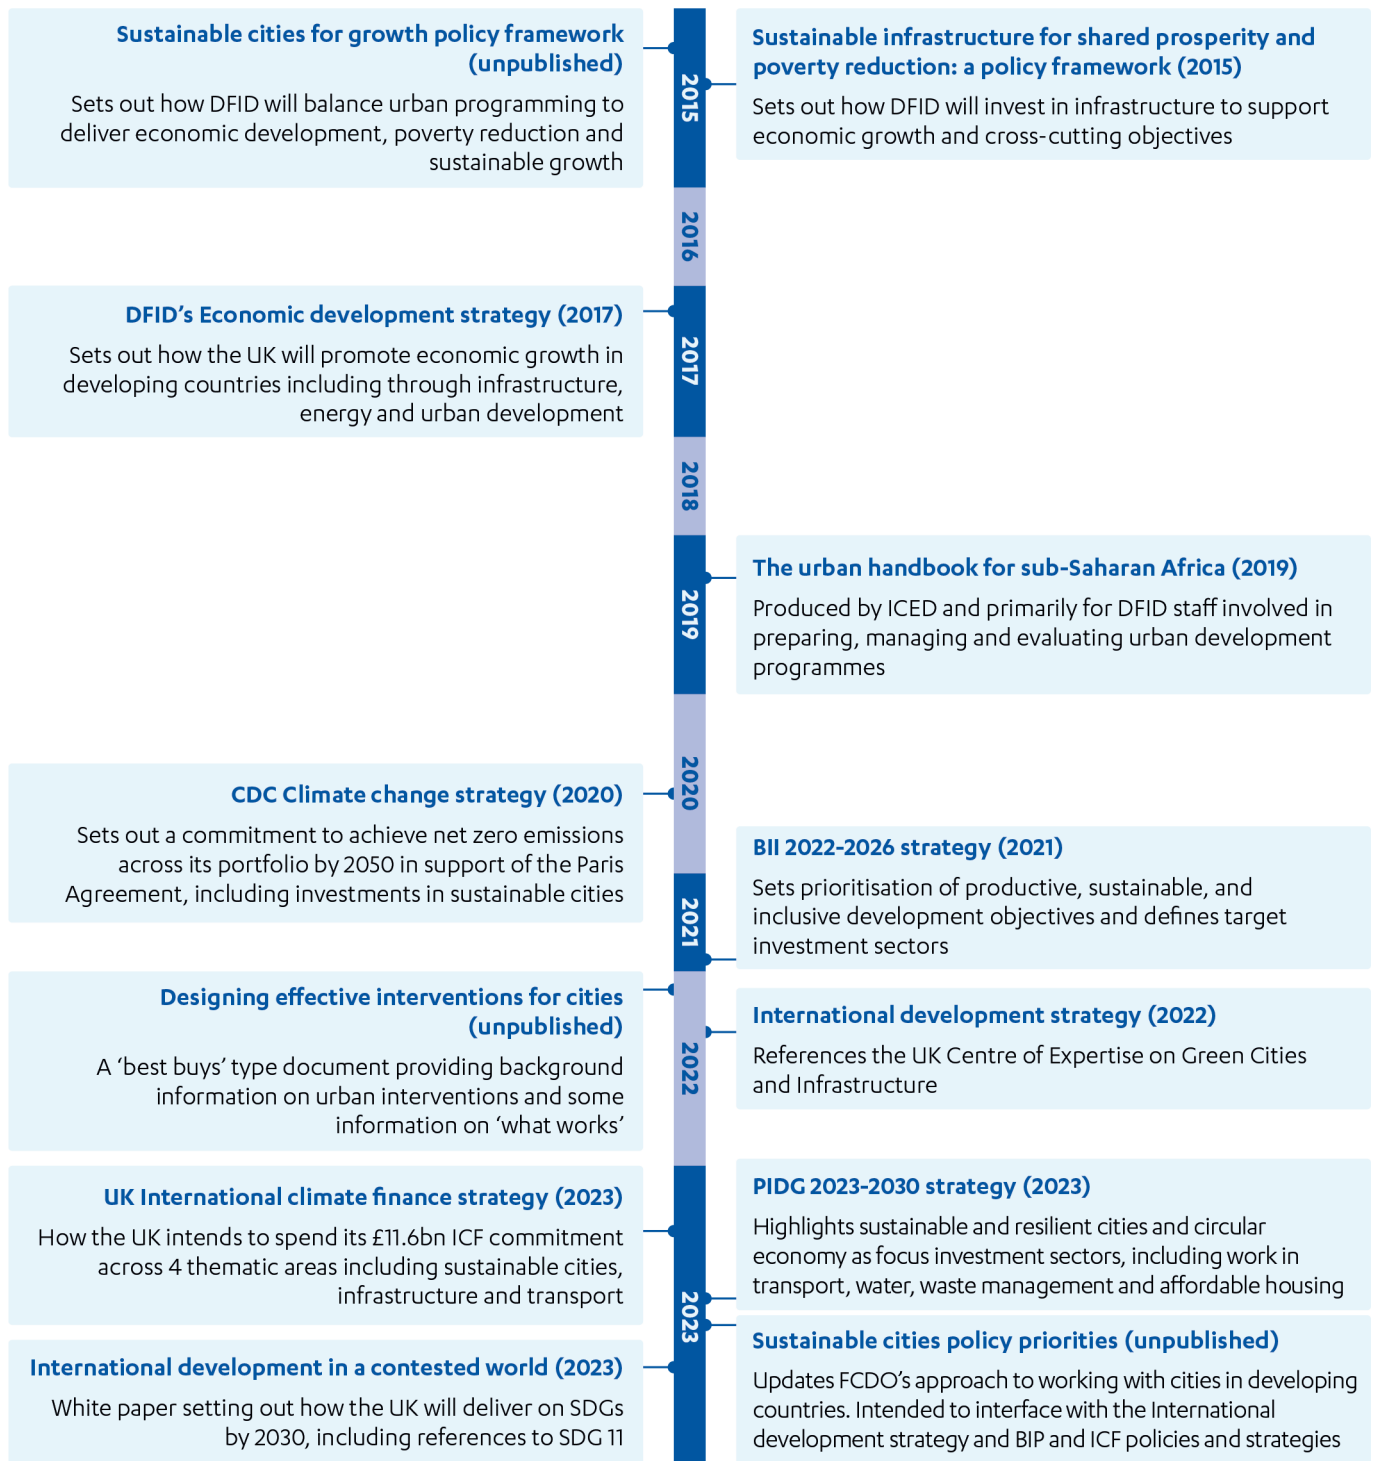 Sustainable cities for growth policy framework
(unpublished)
Sets out how DFID will balance urban programming to
deliver economic development, poverty reduction and
sustainable growth
2015
Sustainable infrastructure for shared prosperity and
poverty reduction: a policy framework (2015)
Sets out how DFID will invest in infrastructure to support
economic growth and cross-cutting objectives
2016
DFID’s Economic development strategy (2017)
Sets out how the UK will promote economic growth in
developing countries including through infrastructure,
energy and urban development
2017
2018
2019
The urban handbook for sub-Saharan Africa (2019)
Produced by ICED and primarily for DFID staff involved in
preparing, managing and evaluating urban development
programmes
CDC Climate change strategy (2020)
Sets out a commitment to achieve net zero emissions
across its portfolio by 2050 in support of the Paris
Agreement, including investments in sustainable cities
2020
2021
BII 2022-2026 strategy (2021)
Sets prioritisation of productive, sustainable, and
inclusive development objectives and defines target
investment sectors
Designing effective interventions for cities
(unpublished)
A ‘best buys’ type document providing background
information on urban interventions and some
information on ‘what works’
2022
International development strategy (2022)
References the UK Centre of Expertise on Green Cities
and Infrastructure
UK International climate finance strategy (2023)
How the UK intends to spend its £11.6bn ICF commitment
across 4 thematic areas including sustainable cities,
infrastructure and transport
2023
PIDG 2023-2030 strategy (2023)
Highlights sustainable and resilient cities and circular
economy as focus investment sectors, including work in
transport, water, waste management and affordable housing
International development in a contested world (2023)
White paper setting out how the UK will deliver on SDGs
by 2030, including references to SDG 11
Sustainable cities policy priorities (unpublished)
Updates FCDO’s approach to working with cities in developing
countries. Intended to interface with the International
development strategy and BIP and ICF policies and strategies